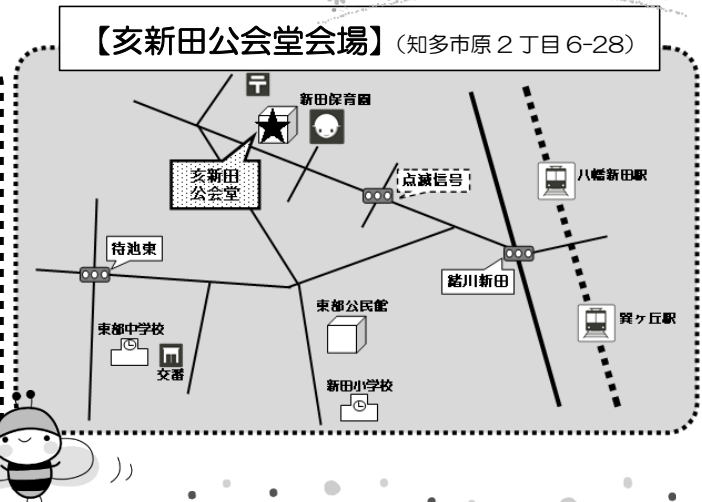 【亥新田公会堂会場】（知多市原2丁目6-28）
〒
新田保育園
亥新田
公会堂
点滅信号
八幡新田駅
待池東
緒川新田
東部公民館
巽ヶ丘駅
東部中学校
交番
新田小学校